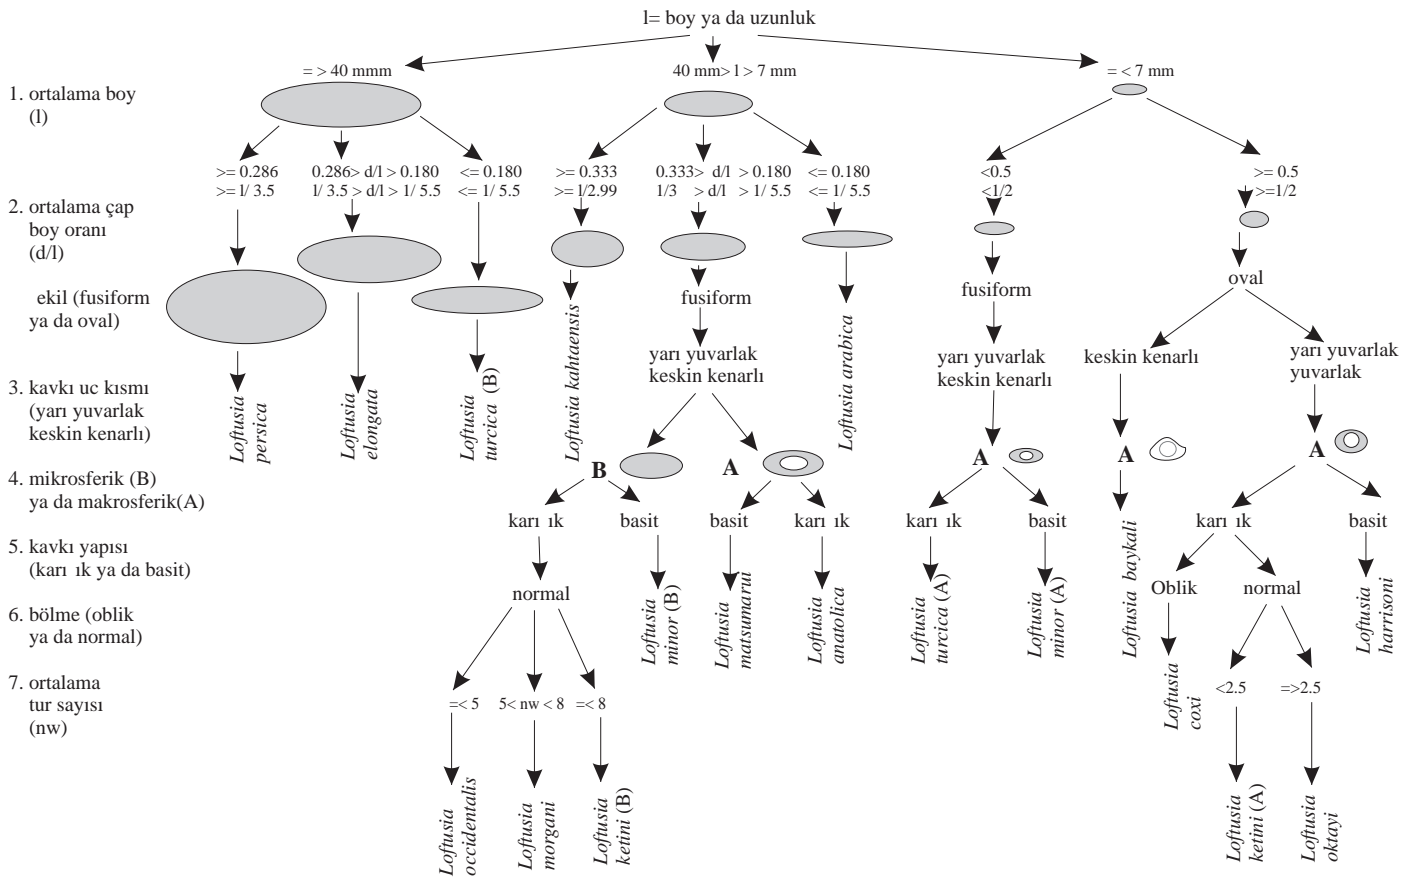 l= boy ya da uzunluk
= > 40 mmm
40 mm> l > 7 mm
= < 7 mm
1. ortalama boy
(l)
>= 0.286
>= l/ 3.5
0.286> d/l > 0.180
l/ 3.5 > d/l > 1/ 5.5
<= 0.180
<= 1/ 5.5
>= 0.333
>= l/2.99
0.333> d/l > 0.180
1/3 > d/l > 1/ 5.5
<= 0.180
<= 1/ 5.5
<0.5
<1/2
>= 0.5
>=1/2
2. ortalama çap
boy oranı
(d/l)
ekil (fusiform
ya da oval)
fusiform
fusiform
oval
3. kavkı uc kısmı
(yarı yuvarlak
keskin kenarlı)
Loftusia
persica
Loftusia
elongata
Loftusia
turcica (B)
Loftusia kahtaensis
yarı yuvarlak
keskin kenarlı
Loftusia arabica
yarı yuvarlak
keskin kenarlı
keskin kenarlı
yarı yuvarlak
yuvarlak
4. mikrosferik (B)
ya da makrosferik(A)
B
A
A
A
A
5. kavkı yapısı
(karı ık ya da basit)
karı ık
basit
basit
karı ık
karı ık
basit
karı ık
basit
6. bölme (oblik
ya da normal)
normal
Loftusia
minor (B)
Loftusia
matsumarui
Loftusia
anatolica
Loftusia
turcica (A)
Loftusia
minor (A)
Loftusia baykali
Oblik
normal
Loftusia
harrisoni
7. ortalama
tur sayısı
(nw)
=< 5
5< nw < 8
=< 8
Loftusia
coxi
<2.5
=>2.5
Loftusia
occidentalis
Loftusia
morgani
Loftusia
ketini (B)
Loftusia
ketini (A)
Loftusia
oktayi